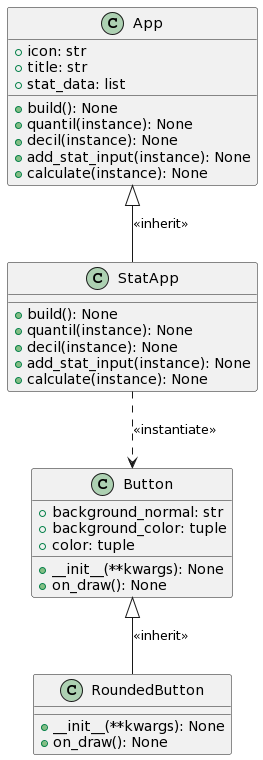 C App
icon: str
title: str
stat_data: list
build(): None
quantil(instance): None
decil(instance): None
add_stat_input(instance): None
calculate(instance): None
«inherit»
C StatApp
build(): None
quantil(instance): None
decil(instance): None
add_stat_input(instance): None
calculate(instance): None
«instantiate»
C Button
background_normal: str
background_color: tuple
color: tuple
__init__(**kwargs): None
on_draw(): None
«inherit»
C RoundedButton
__init__(**kwargs): None
on_draw(): None